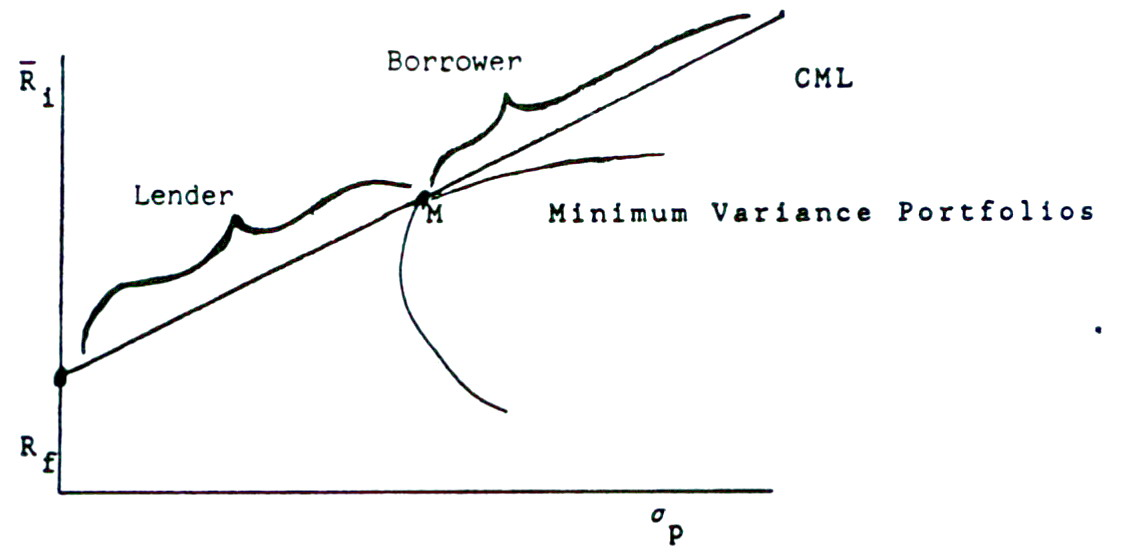 Borrower
R̄i
CML
Lender
M
Minimum Variance Portfolios
Rf
σp